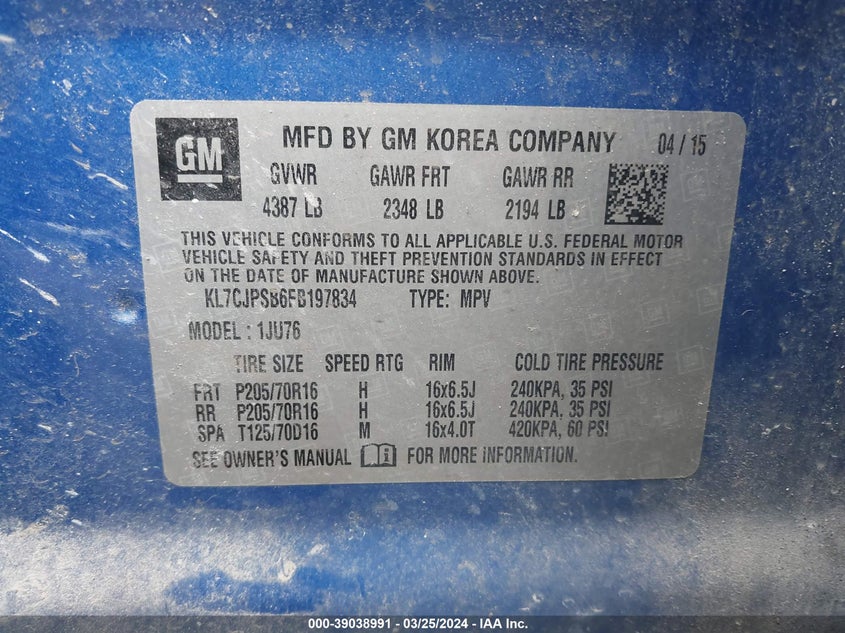 GM
MFD BY GM KOREA COMPANY 04 / 15
GVWR GAWR FRT GAWR RR
4387 LB 2348 LB 2194 LB
THIS VEHICLE CONFORMS TO ALL APPLICABLE U.S. FEDERAL MOTOR
VEHICLE SAFETY AND THEFT PREVENTION STANDARDS IN EFFECT
ON THE DATE OF MANUFACTURE SHOWN ABOVE.
KL7CJPSB6FB197834 TYPE: MPV
MODEL : 1JU76
TIRE SIZE SPEED RTG RIM COLD TIRE PRESSURE
FRT P205/70R16 H 16x6.5J 240KPA, 35 PSI
RR P205/70R16 H 16x6.5J 240KPA, 35 PSI
SPA T125/70D16 M 16x4.0T 420KPA, 60 PSI
SEE OWNER'S MANUAL FOR MORE INFORMATION.
000-39038991 - 03/25/2024 - IAA Inc.